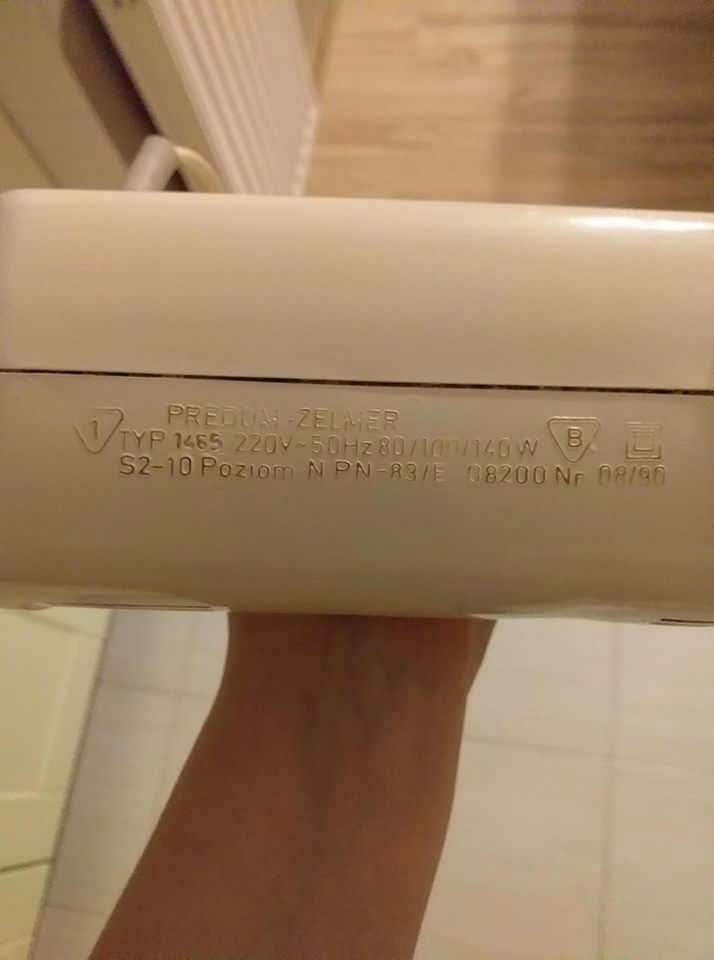 PREDOM-ZELMER
1 TYP 1465 220V~50Hz 80/100/140W B
S2-10 Poziom N PN-83/E 08200 Nr 08/90